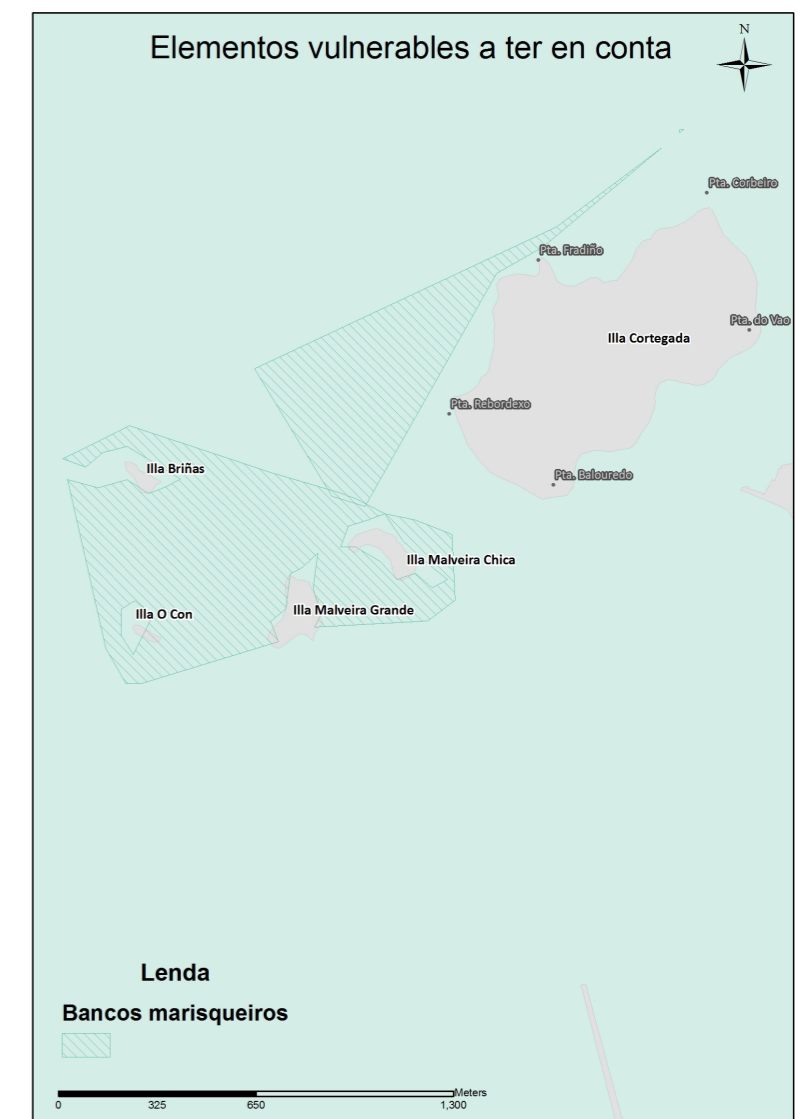 Elementos vulnerables a ter en conta
N
Pta. Corbeiro
Pta. Fradiño
Pta. do Vao
Illa Cortegada
Pta. Rebordexo
Illa Briñas
Pta. Balouredo
Illa Malveira Chica
Illa O Con
Illa Malveira Grande
Lenda
Bancos marisqueiros
Meters
0 325 650 1,300